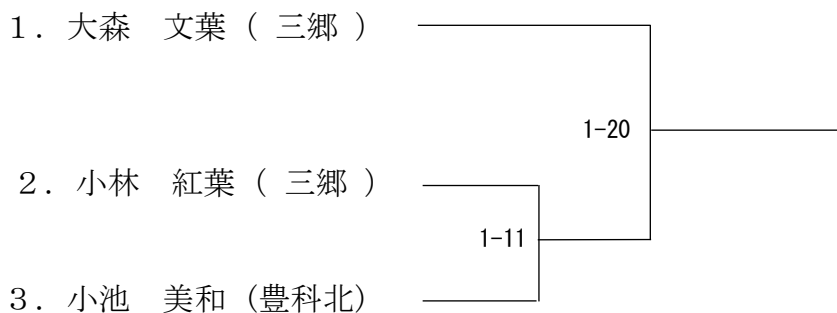 １．大森　文葉（ 三郷 ）
1-20
２．小林　紅葉（ 三郷 ）
1-11
３．小池　美和（豊科北）